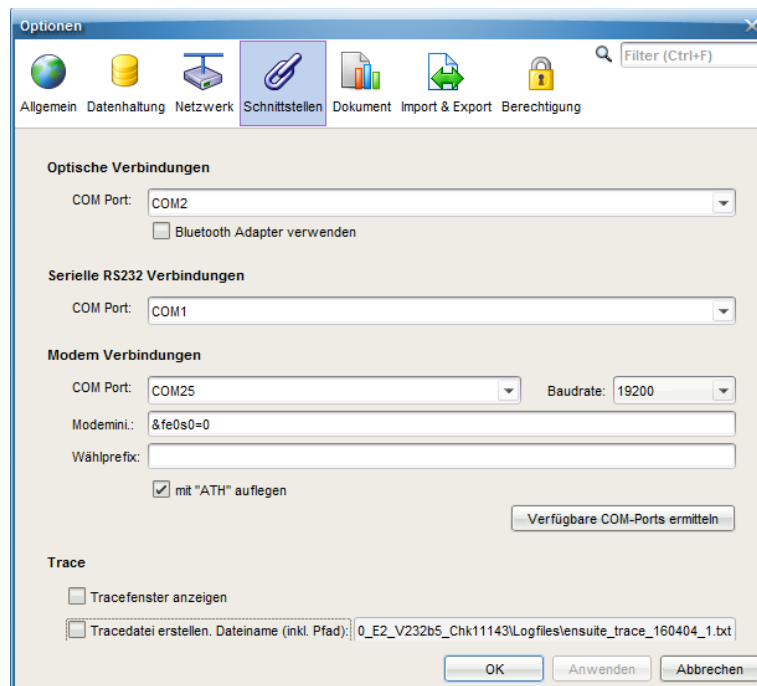 Optionen
Filter (Ctrl+F)
Allgemein Datenhaltung Netzwerk Schnittstellen Dokument Import & Export Berechtigung
Optische Verbindungen
COM Port: COM2
Bluetooth Adapter verwenden
Serielle RS232 Verbindungen
COM Port: COM1
Modem Verbindungen
COM Port: COM25 Baudrate: 19200
Modemini.: &fe0s0=0
Wählprefix:
mit "ATH" auflegen
Verfügbare COM-Ports ermitteln
Trace
Tracefenster anzeigen
Tracedatei erstellen. Dateiname (inkl. Pfad): 0_E2_V232b5_Chk11143\Logfiles\ensuite_trace_160404_1.txt
OK Anwenden Abbrechen